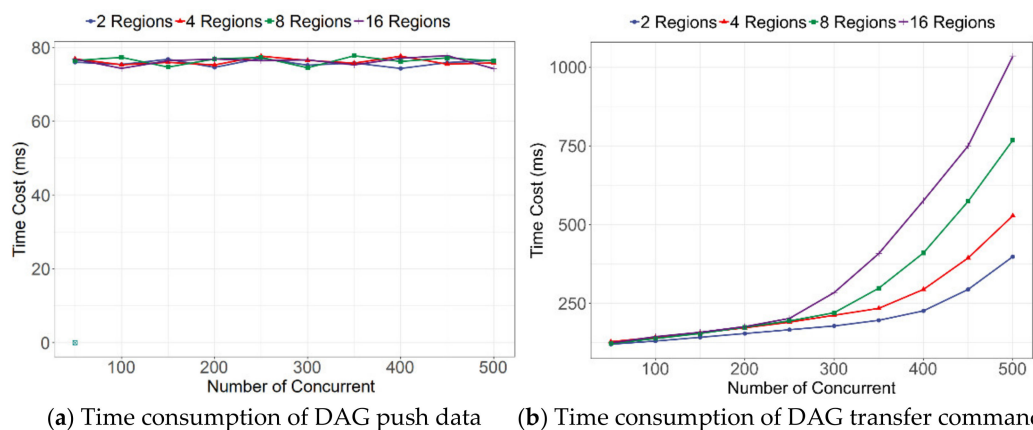 2 Regions 4 Regions 8 Regions 16 Regions
80
60
40
20
0
Time Cost (ms)
100 200 300 400 500
Number of Concurrent
(a) Time consumption of DAG push data
2 Regions 4 Regions 8 Regions 16 Regions
1000
750
500
250
Time Cost (ms)
100 200 300 400 500
Number of Concurrent
(b) Time consumption of DAG transfer command